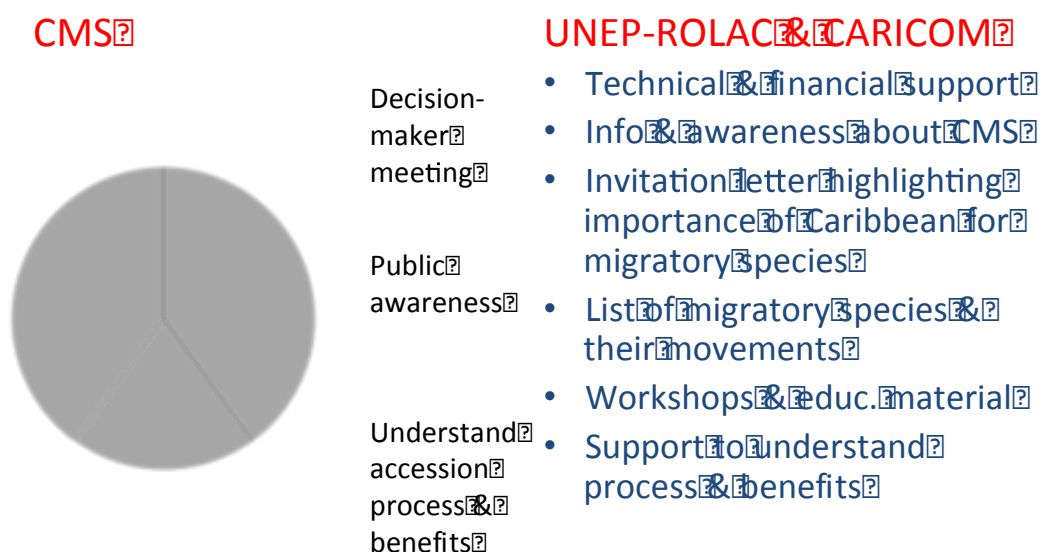 CMS
Decision-
maker
meeting
Public
awareness
Understand
accession
process &
benefits
UNEP-ROLAC & CARICOM
• Technical & financial support
• Info & awareness about CMS
• Invitation letter highlighting
importance of Caribbean for
migratory species
• List of migratory species &
their movements
• Workshops & educ. material
• Support to understand
process & benefits